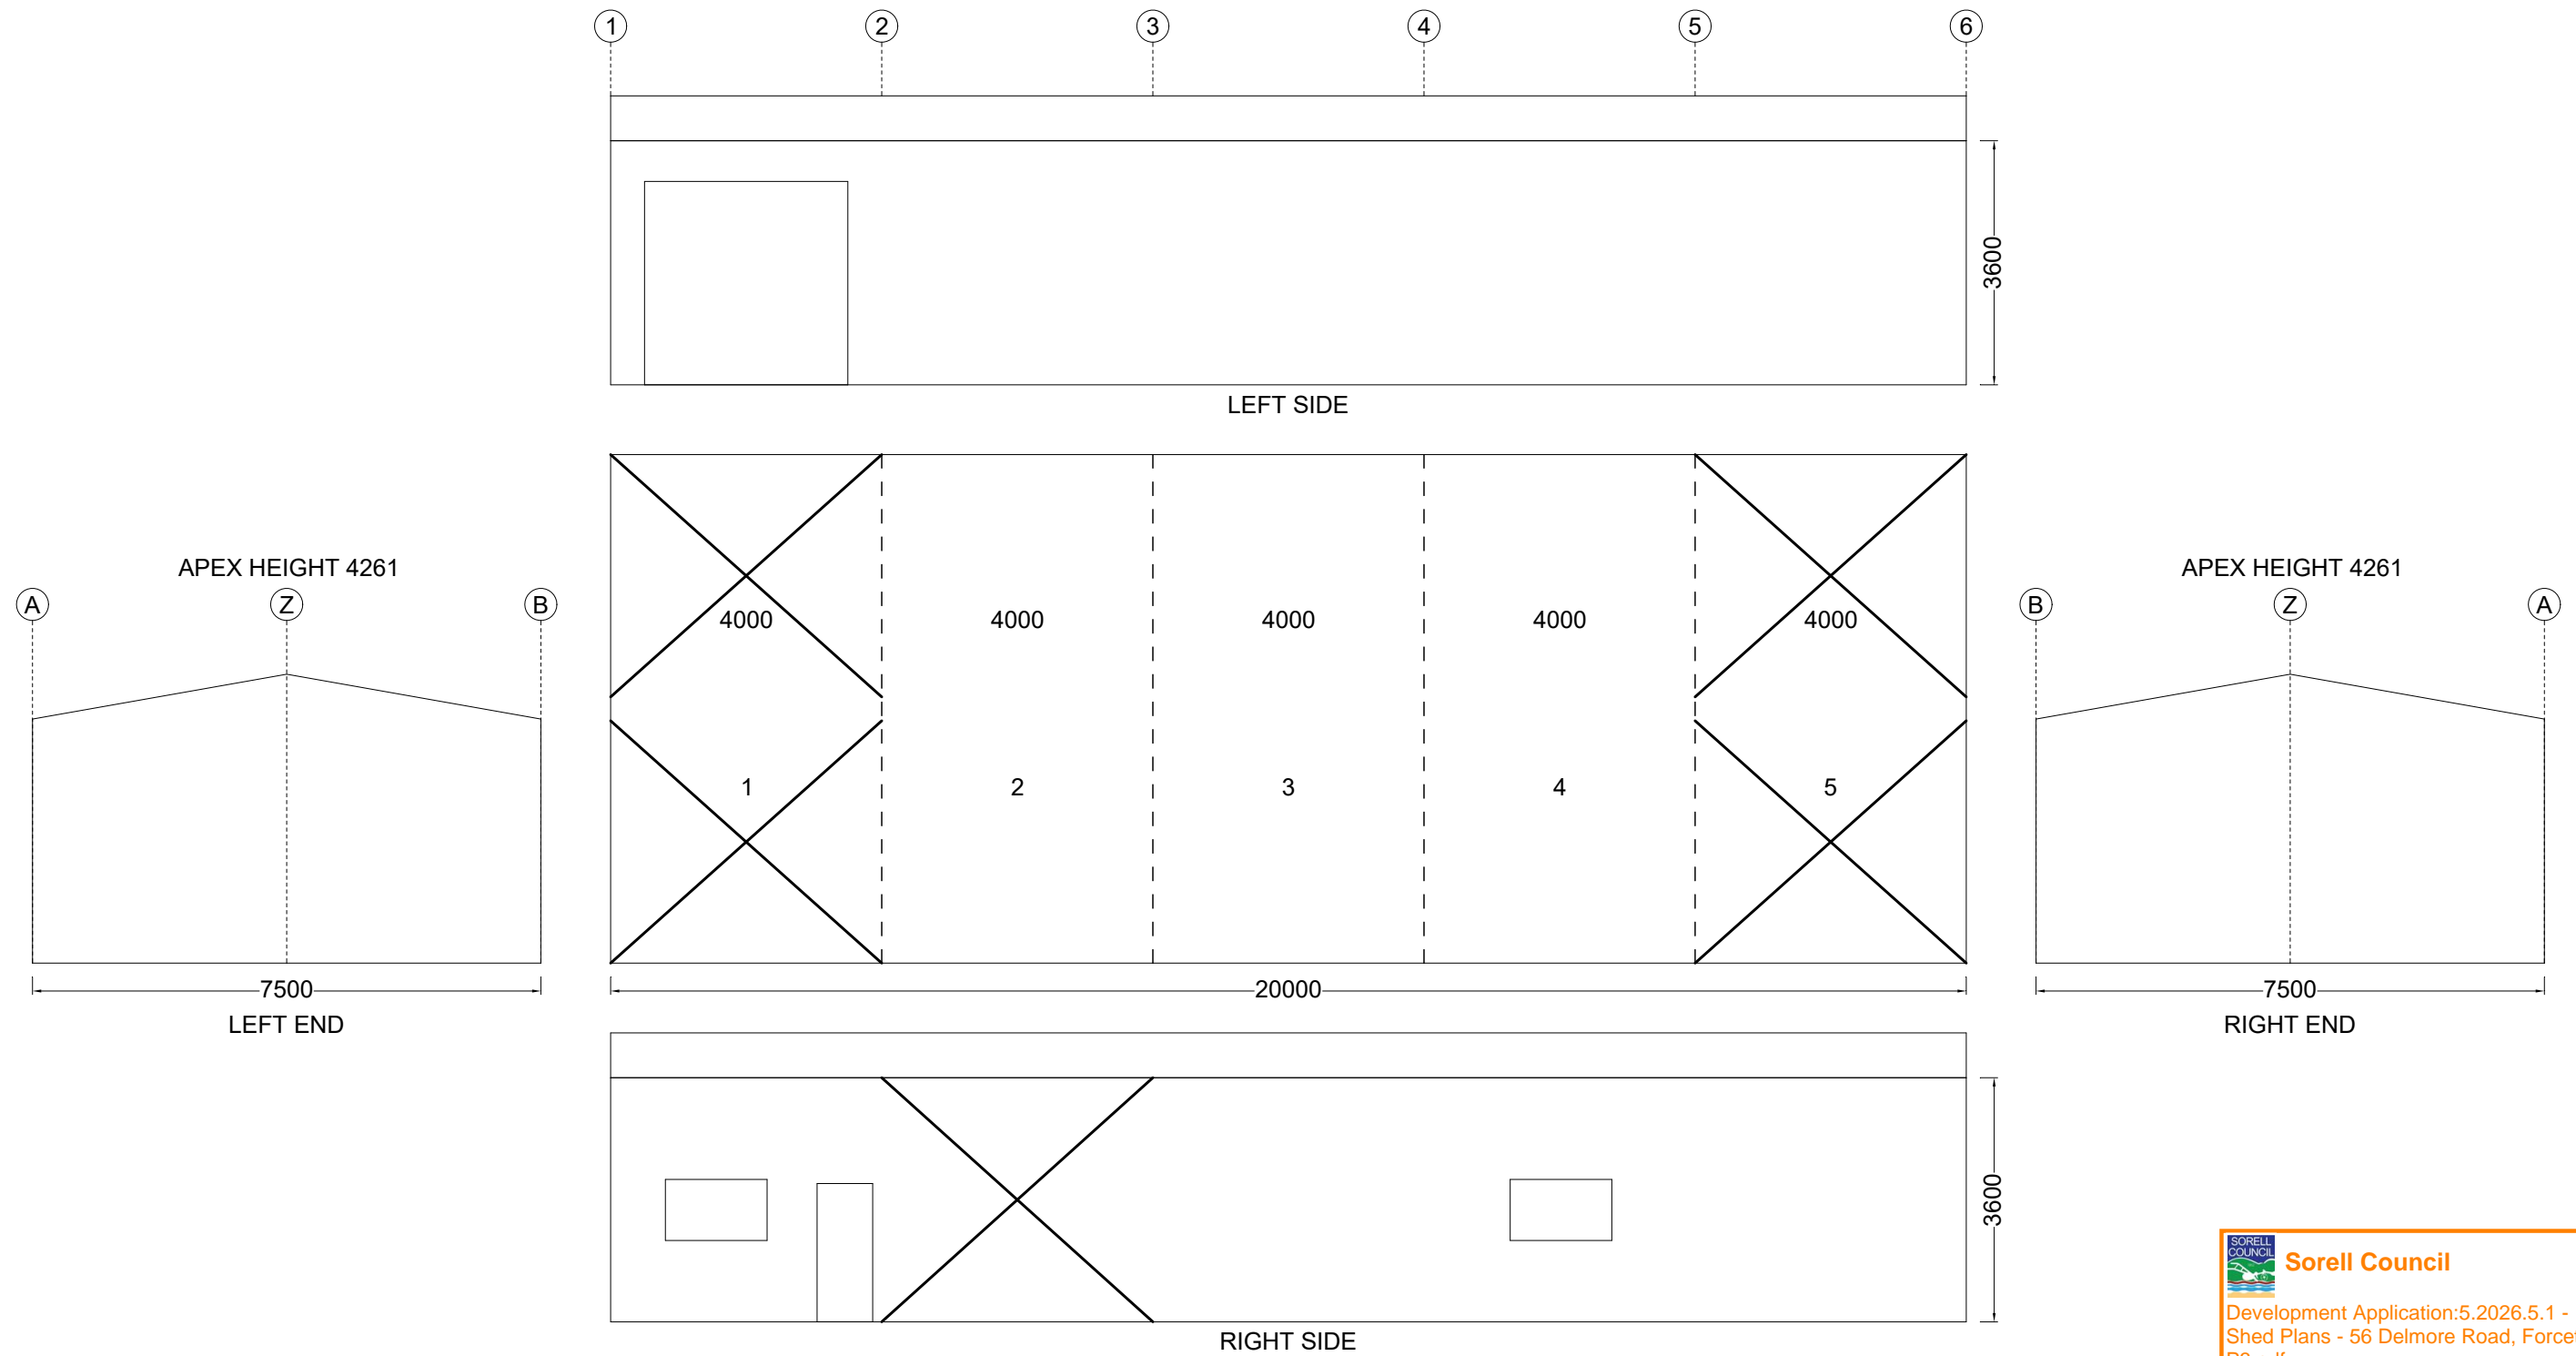 1 2 3 4 5 6
3600
LEFT SIDE
APEX HEIGHT 4261
A Z B
4000 4000 4000 4000 4000
1 2 3 4 5
7500
LEFT END
20000
APEX HEIGHT 4261
B Z A
7500
RIGHT END
3600
RIGHT SIDE
SORELL
COUNCIL
Sorell Council
Development Application:5.2026.5.1 -
Shed Plans - 56 Delmore Road,